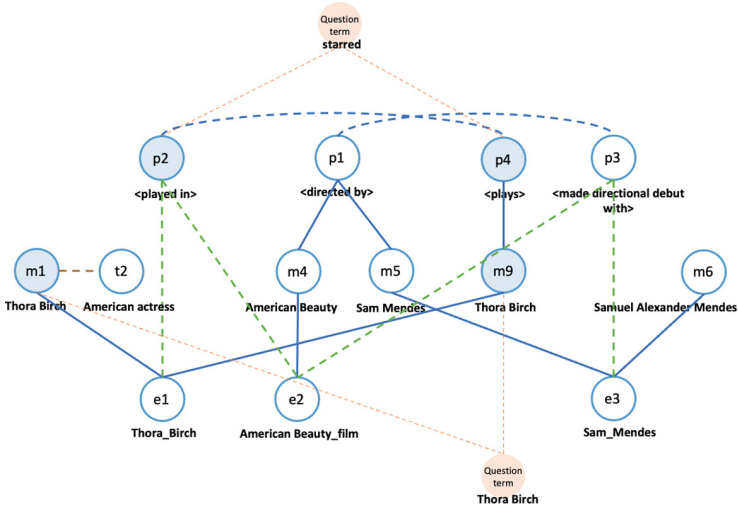 Question
term
starred
p2
p1
p4
p3
<played in>
<directed by>
<plays>
<made directional debut
with>
m1
t2
m4
m5
m9
m6
Thora Birch
American actress
American Beauty
Sam Mendes
Thora Birch
Samuel Alexander Mendes
e1
e2
e3
Thora_Birch
American Beauty_film
Sam_Mendes
Question
term
Thora Birch